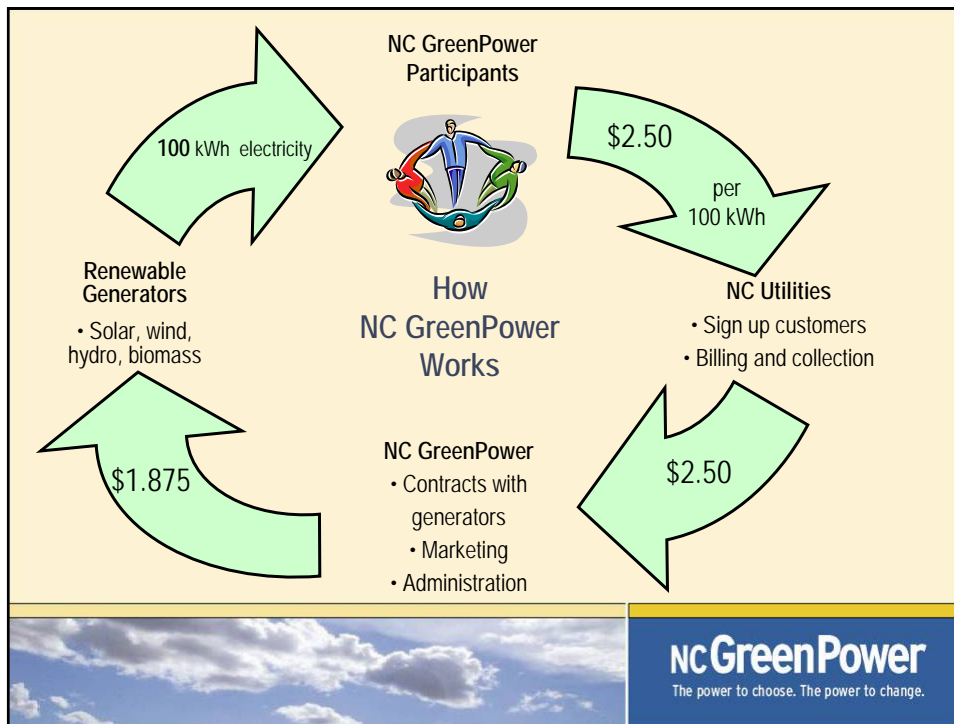 NC GreenPower
Participants
100 kWh electricity
$2.50
per
100 kWh
Renewable
Generators
• Solar, wind,
hydro, biomass
How
NC GreenPower
Works
NC Utilities
• Sign up customers
• Billing and collection
$1.875
NC GreenPower
• Contracts with
generators
• Marketing
• Administration
$2.50
NC GreenPower
The power to choose. The power to change.